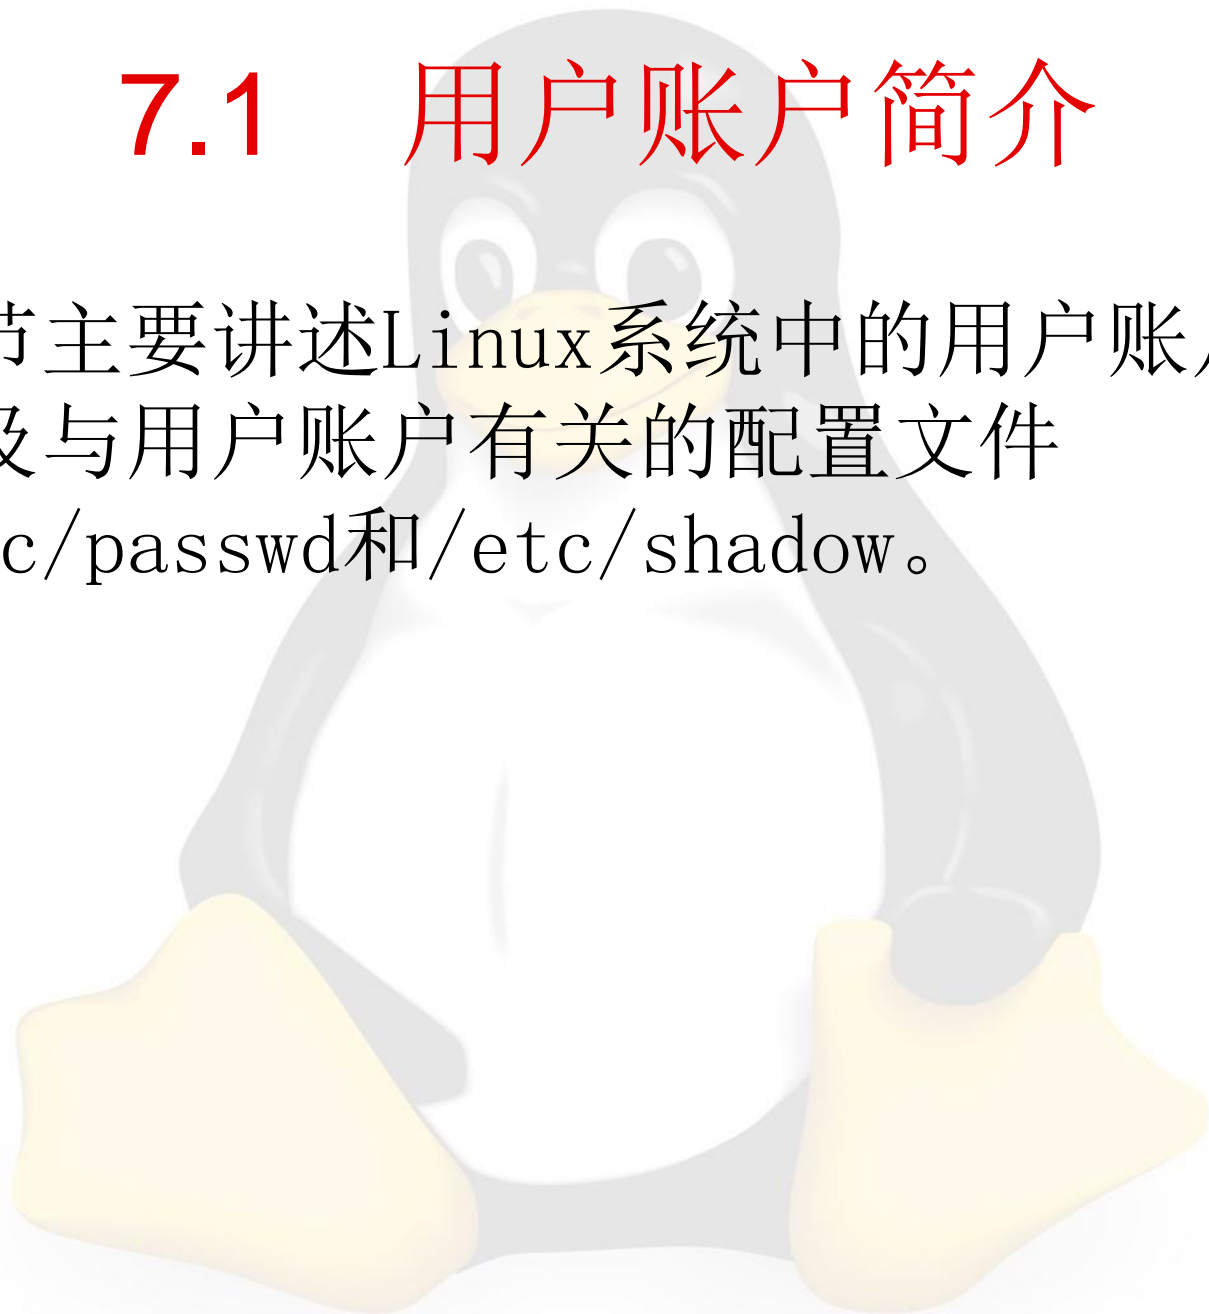 7.1 用户账户简介
节主要讲述Linux系统中的用户账
及与用户账户有关的配置文件
c/passwd和/etc/shadow。